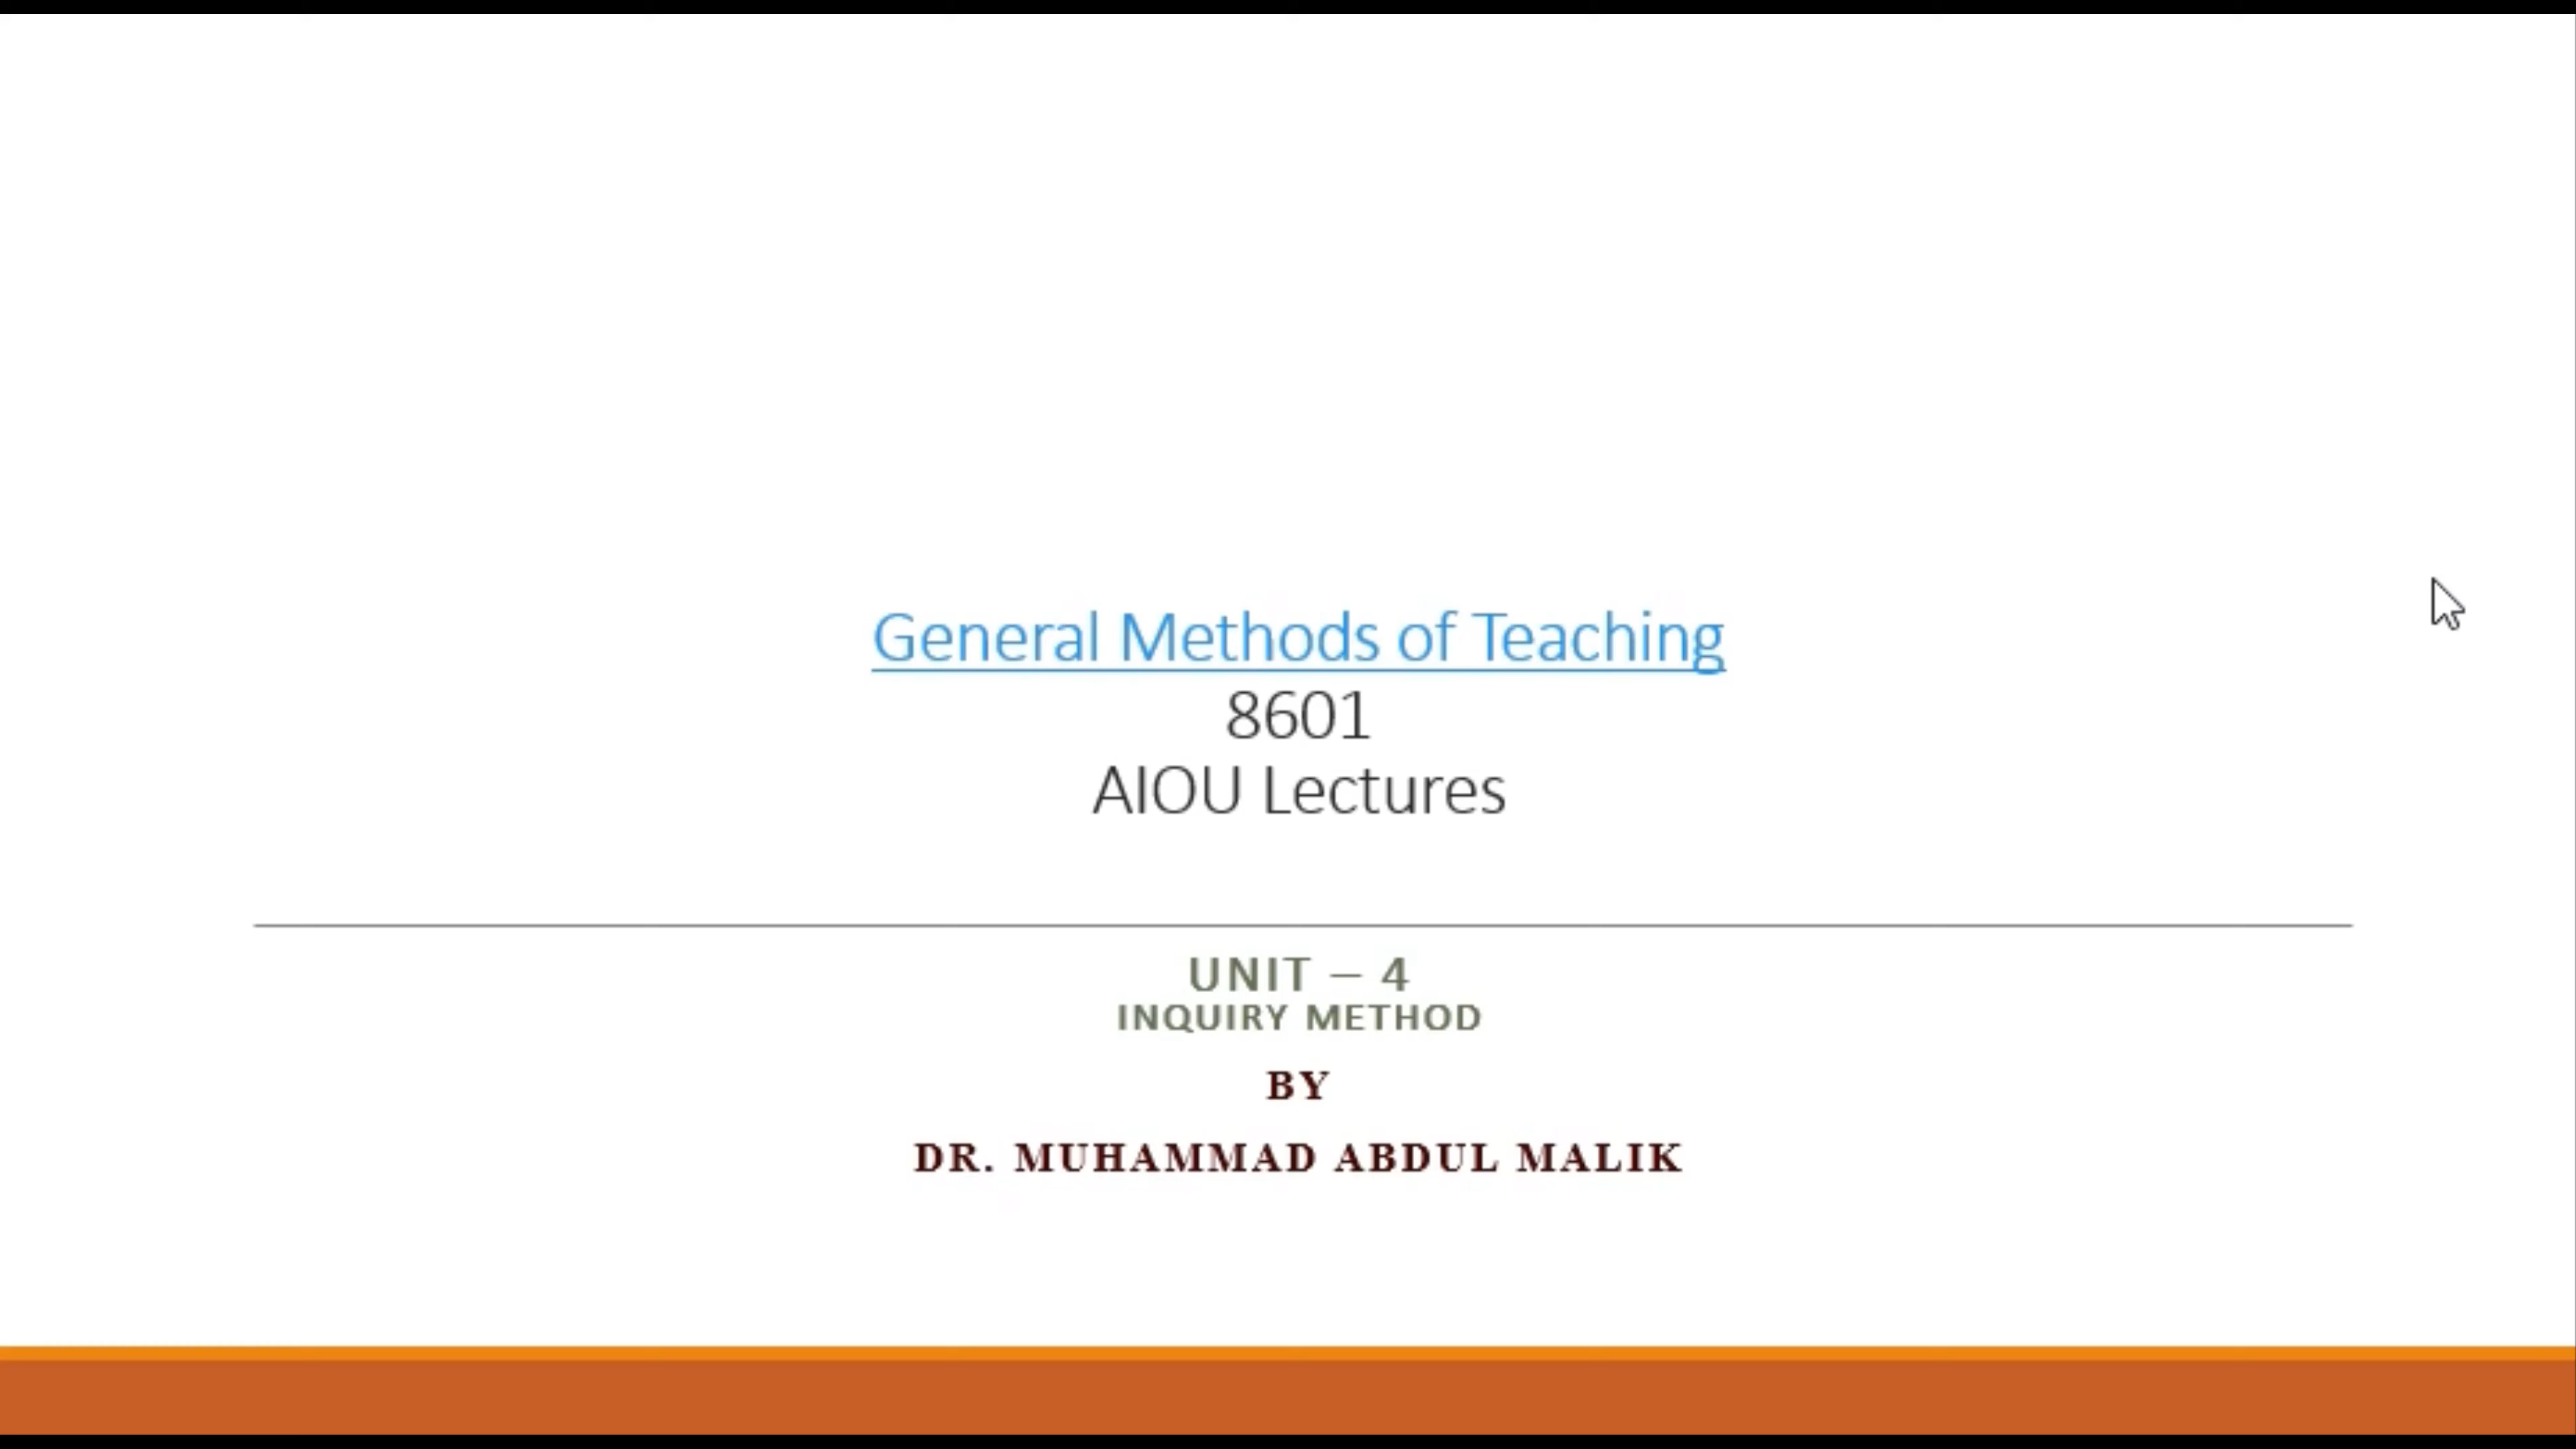 General Methods of Teaching
8601
AIOU Lectures
UNIT – 4
INQUIRY METHOD
BY
DR. MUHAMMAD ABDUL MALIK